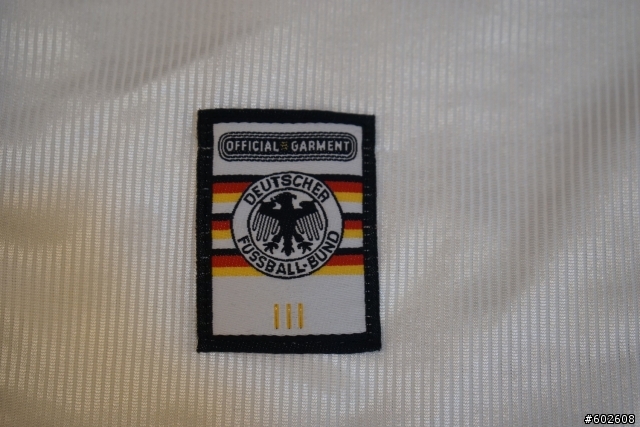 OFFICIAL GARMENT
DEUTSCHER
FUSSBALL-BUND
#602608